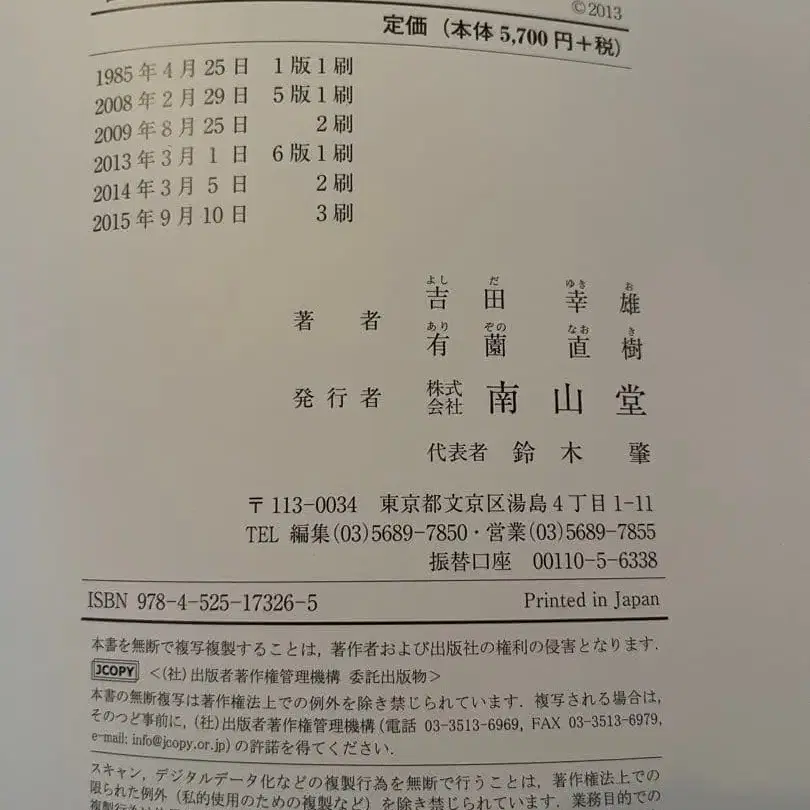 ©2013
定価（本体 5,700 円＋税）
1985 年 4 月 25 日　1 版 1 刷
2008 年 2 月 29 日　5 版 1 刷
2009 年 8 月 25 日　2 刷
2013 年 3 月 1 日　6 版 1 刷
2014 年 3 月 5 日　2 刷
2015 年 9 月 10 日　3 刷
よし だ ゆき お
著 者　吉 田 幸 雄
あり ぞの なお き
有 薗 直 樹
発 行 者　株式会社 南 山 堂
代表者 鈴 木 肇
〒 113-0034　東京都文京区湯島 4 丁目 1-11
TEL 編集(03)5689-7850・営業(03)5689-7855
振替口座　00110-5-6338
ISBN 978-4-525-17326-5　Printed in Japan
本書を無断で複写複製することは，著作者および出版社の権利の侵害となります．
JCOPY ＜(社)出版者著作権管理機構 委託出版物＞
本書の無断複写は著作権法上での例外を除き禁じられています．複写される場合は，
そのつど事前に，(社)出版者著作権管理機構(電話 03-3513-6969, FAX 03-3513-6979,
e-mail: info@jcopy.or.jp)の許諾を得てください．
スキャン，デジタルデータ化などの複製行為を無断で行うことは，著作権法上での
限られた例外（私的使用のための複製など）を除き禁じられています．業務目的での